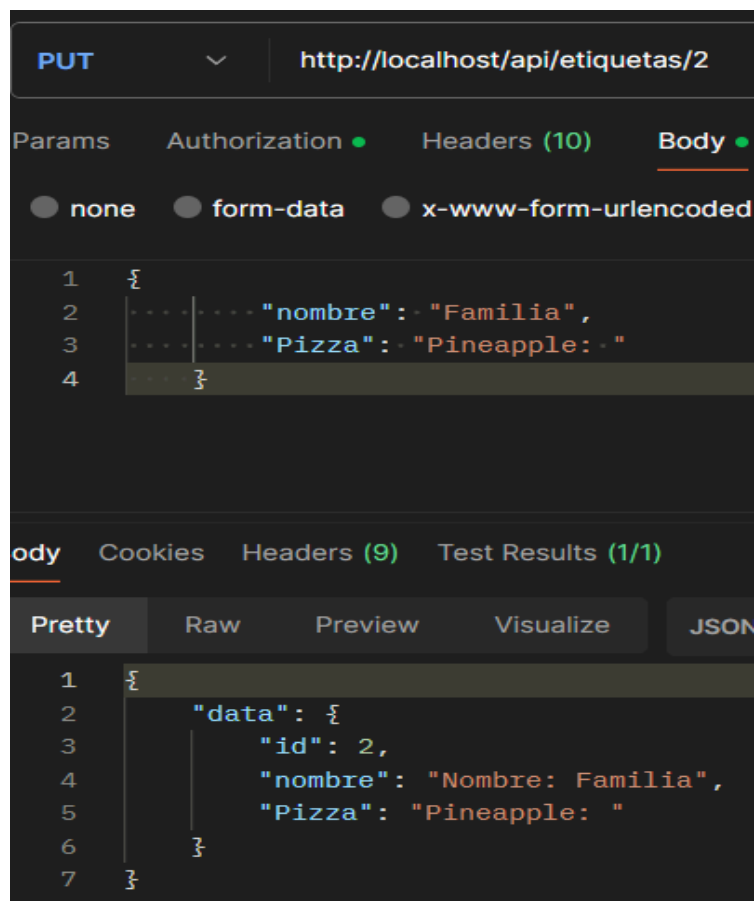 PUT http://localhost/api/etiquetas/2
Params Authorization Headers (10) Body
none form-data x-www-form-urlencoded
1 {
2 "nombre": "Familia",
3 "Pizza": "Pineapple: "
4 }
ody Cookies Headers (9) Test Results (1/1)
Pretty Raw Preview Visualize JSON
1 {
2 "data": {
3 "id": 2,
4 "nombre": "Nombre: Familia",
5 "Pizza": "Pineapple: "
6 }
7 }